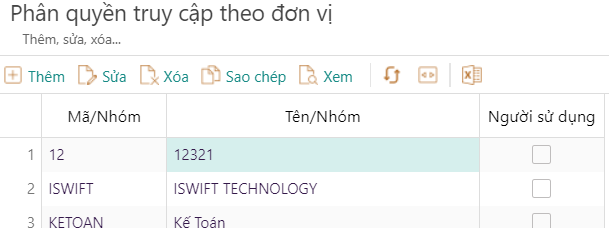 Phân quyền truy cập theo đơn vị
Thêm, sửa, xóa...
Thêm Sửa Xóa Sao chép Xem
Mã/Nhóm Tên/Nhóm Người sử dụng
1 12 12321
2 ISWIFT ISWIFT TECHNOLOGY
3 KETOAN Kế Toán